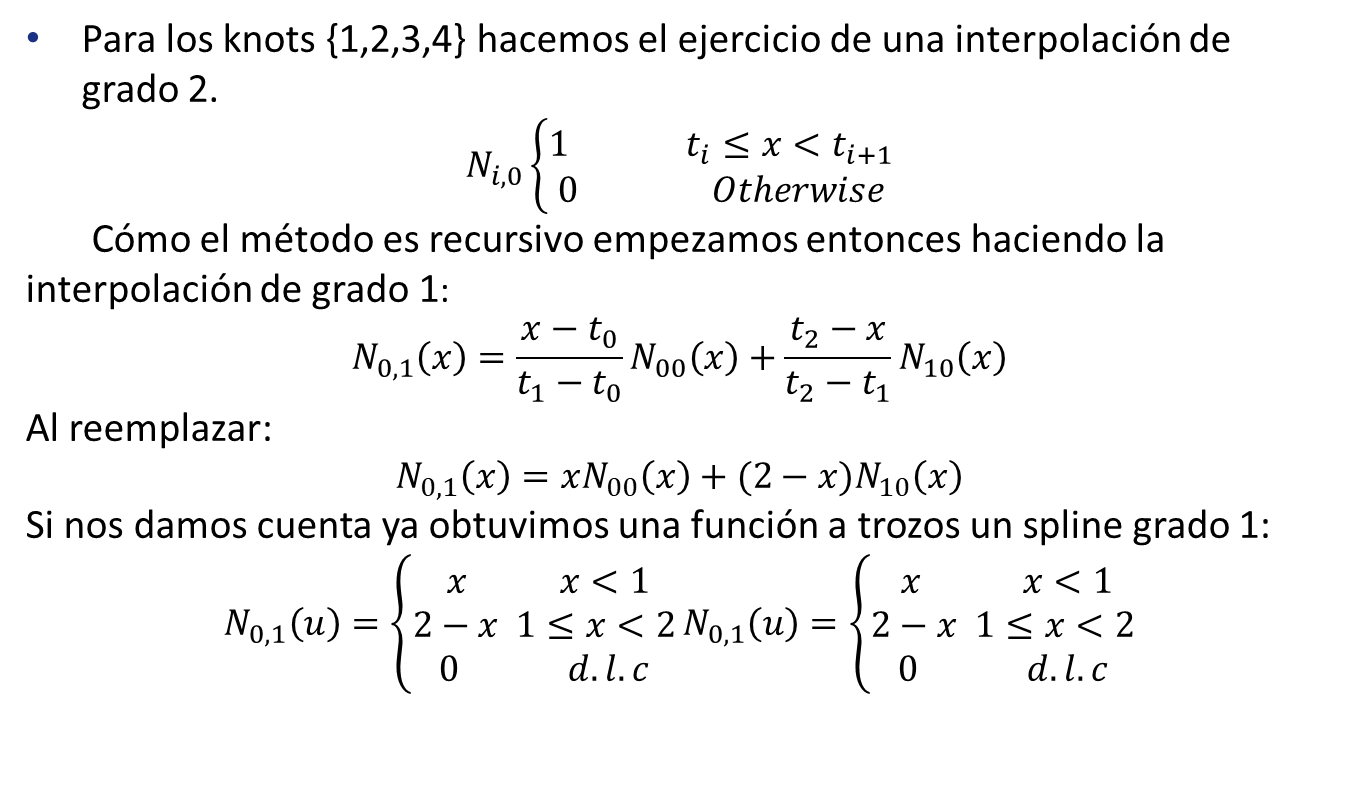 • Para los knots {1,2,3,4} hacemos el ejercicio de una interpolación de
grado 2.
N_{i,0} { 1   t_i ≤ x < t_{i+1}
0   Otherwise
Cómo el método es recursivo empezamos entonces haciendo la
interpolación de grado 1:
N_{0,1}(x) = \frac{x − t_0}{t_1 − t_0} N_{00}(x) + \frac{t_2 − x}{t_2 − t_1} N_{10}(x)
Al reemplazar:
N_{0,1}(x) = xN_{00}(x) + (2 − x)N_{10}(x)
Si nos damos cuenta ya obtuvimos una función a trozos un spline grado 1:
x   x < 1   x   x < 1
N_{0,1}(u) = { 2 − x  1 ≤ x < 2 N_{0,1}(u) = { 2 − x  1 ≤ x < 2
0   d.l.c   0   d.l.c